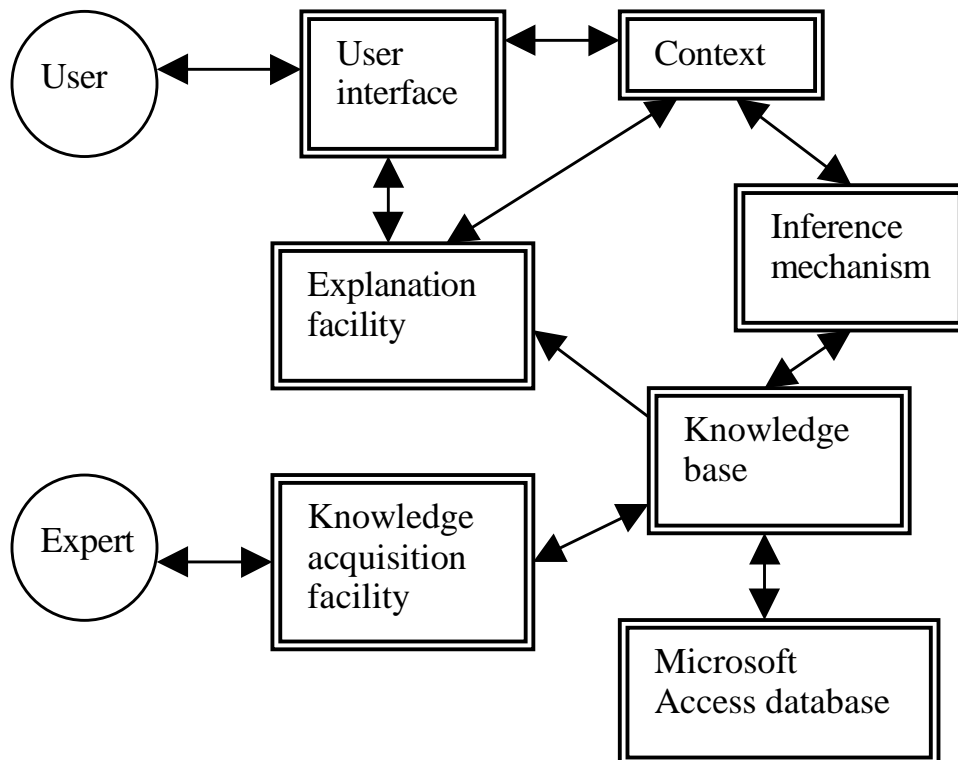 User
User
interface
Context
Inference
mechanism
Explanation
facility
Knowledge
base
Expert
Knowledge
acquisition
facility
Microsoft
Access database